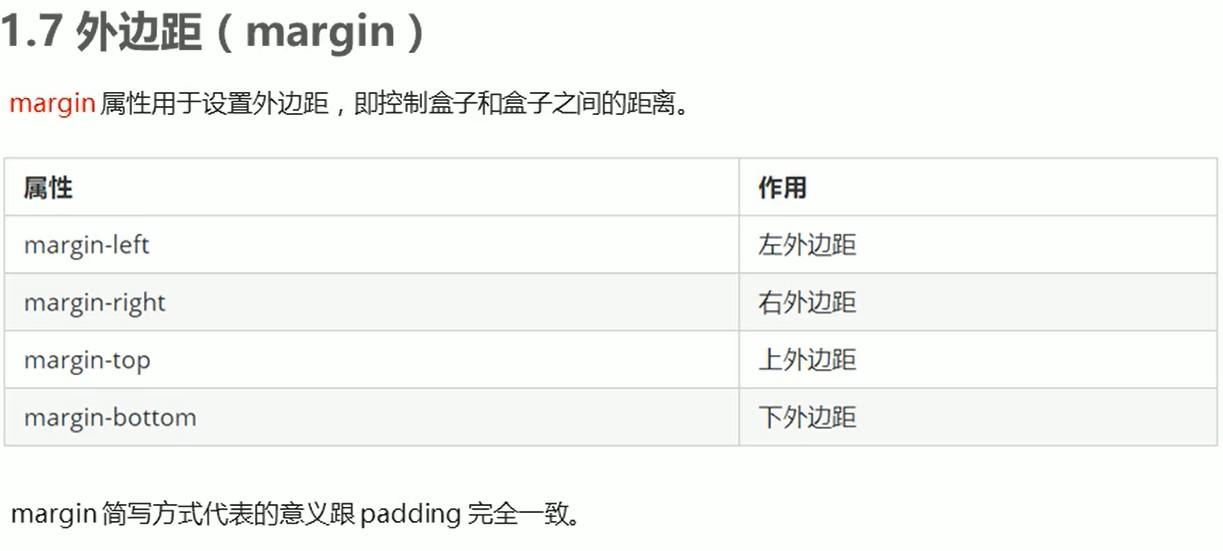 1.7 外边距（margin）
margin 属性用于设置外边距，即控制盒子和盒子之间的距离。
属性 作用
margin-left 左外边距
margin-right 右外边距
margin-top 上外边距
margin-bottom 下外边距
margin 简写方式代表的意义跟 padding 完全一致。